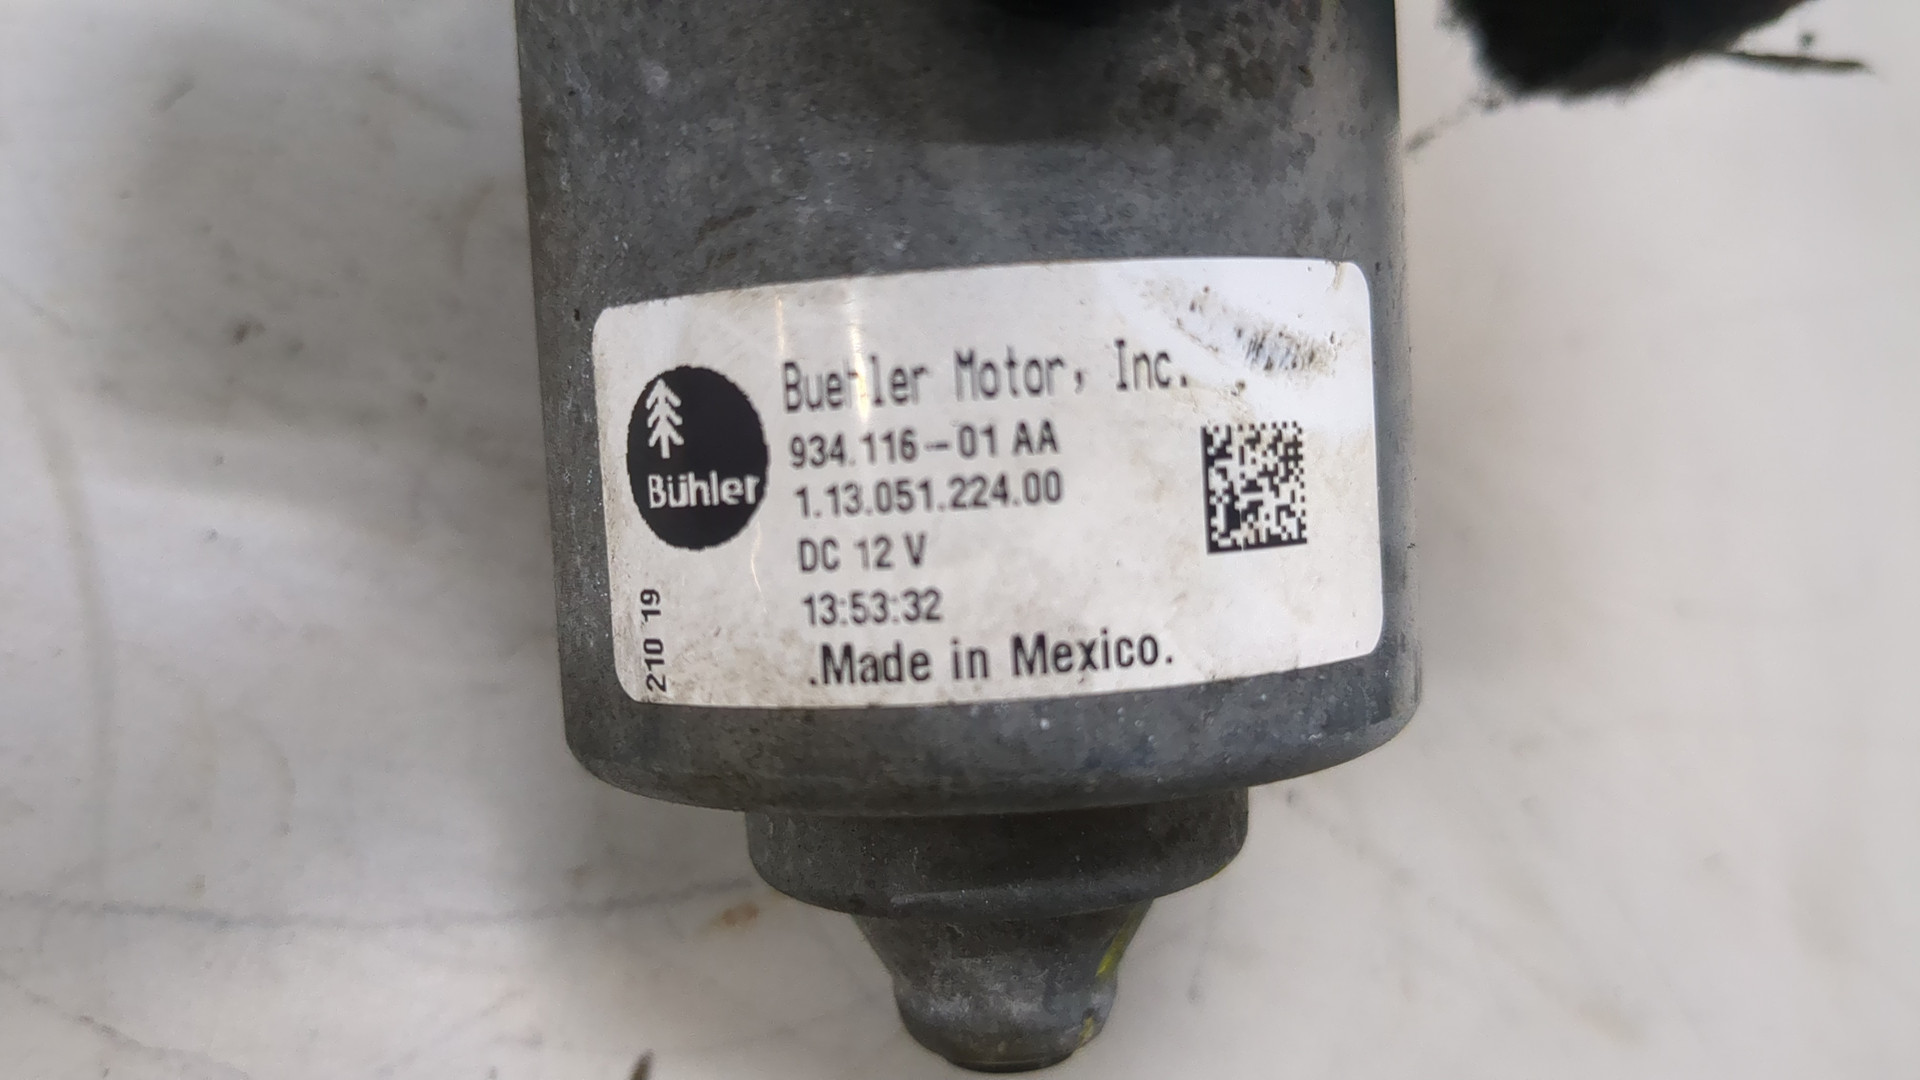 Buehler Motor, Inc.
934.116-01 AA
1.13.051.224.00
DC 12 V
13:53:32
.Made in Mexico.
Bühler
210 19